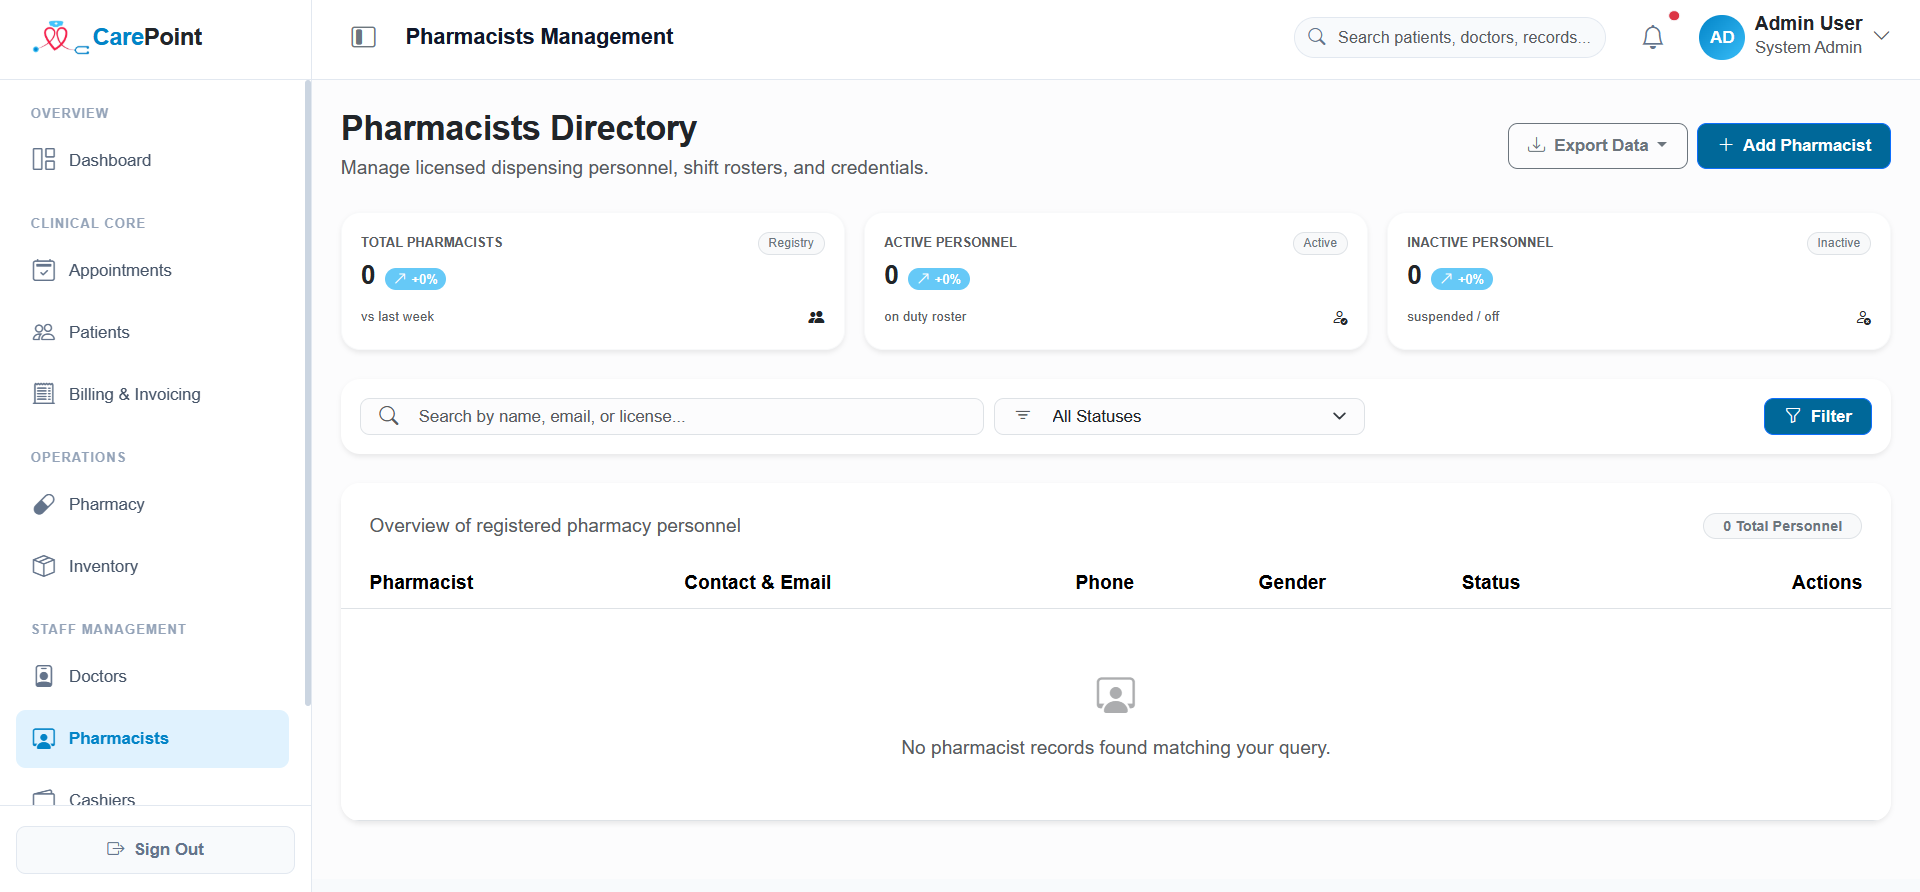 CarePoint
Pharmacists Management
Search patients, doctors, records...
AD
Admin User
System Admin
OVERVIEW
Dashboard
CLINICAL CORE
Appointments
Patients
Billing & Invoicing
OPERATIONS
Pharmacy
Inventory
STAFF MANAGEMENT
Doctors
Pharmacists
Cashiers
Sign Out
Pharmacists Directory
Manage licensed dispensing personnel, shift rosters, and credentials.
Export Data
Add Pharmacist
TOTAL PHARMACISTS
Registry
0
+0%
vs last week
ACTIVE PERSONNEL
Active
0
+0%
on duty roster
INACTIVE PERSONNEL
Inactive
0
+0%
suspended / off
Search by name, email, or license...
All Statuses
Filter
Overview of registered pharmacy personnel
0 Total Personnel
Pharmacist Contact & Email Phone Gender Status Actions
No pharmacist records found matching your query.